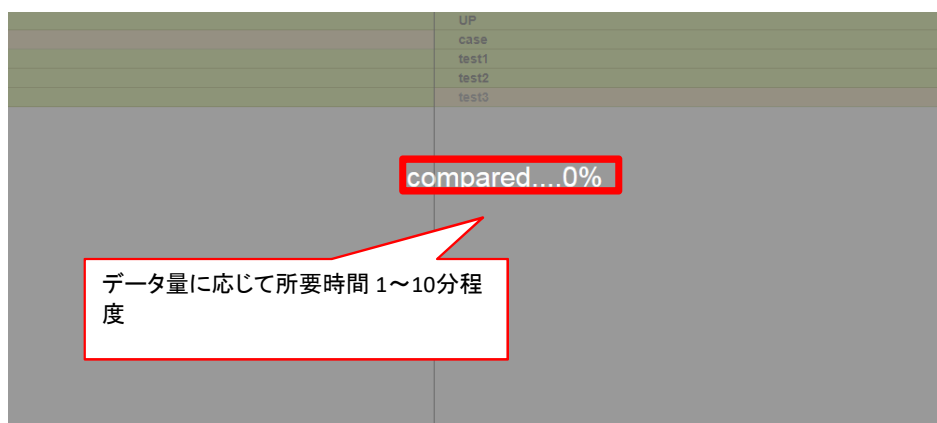 UP
case
test1
test2
test3
compared....0%
データ量に応じて所要時間 1～10分程
度